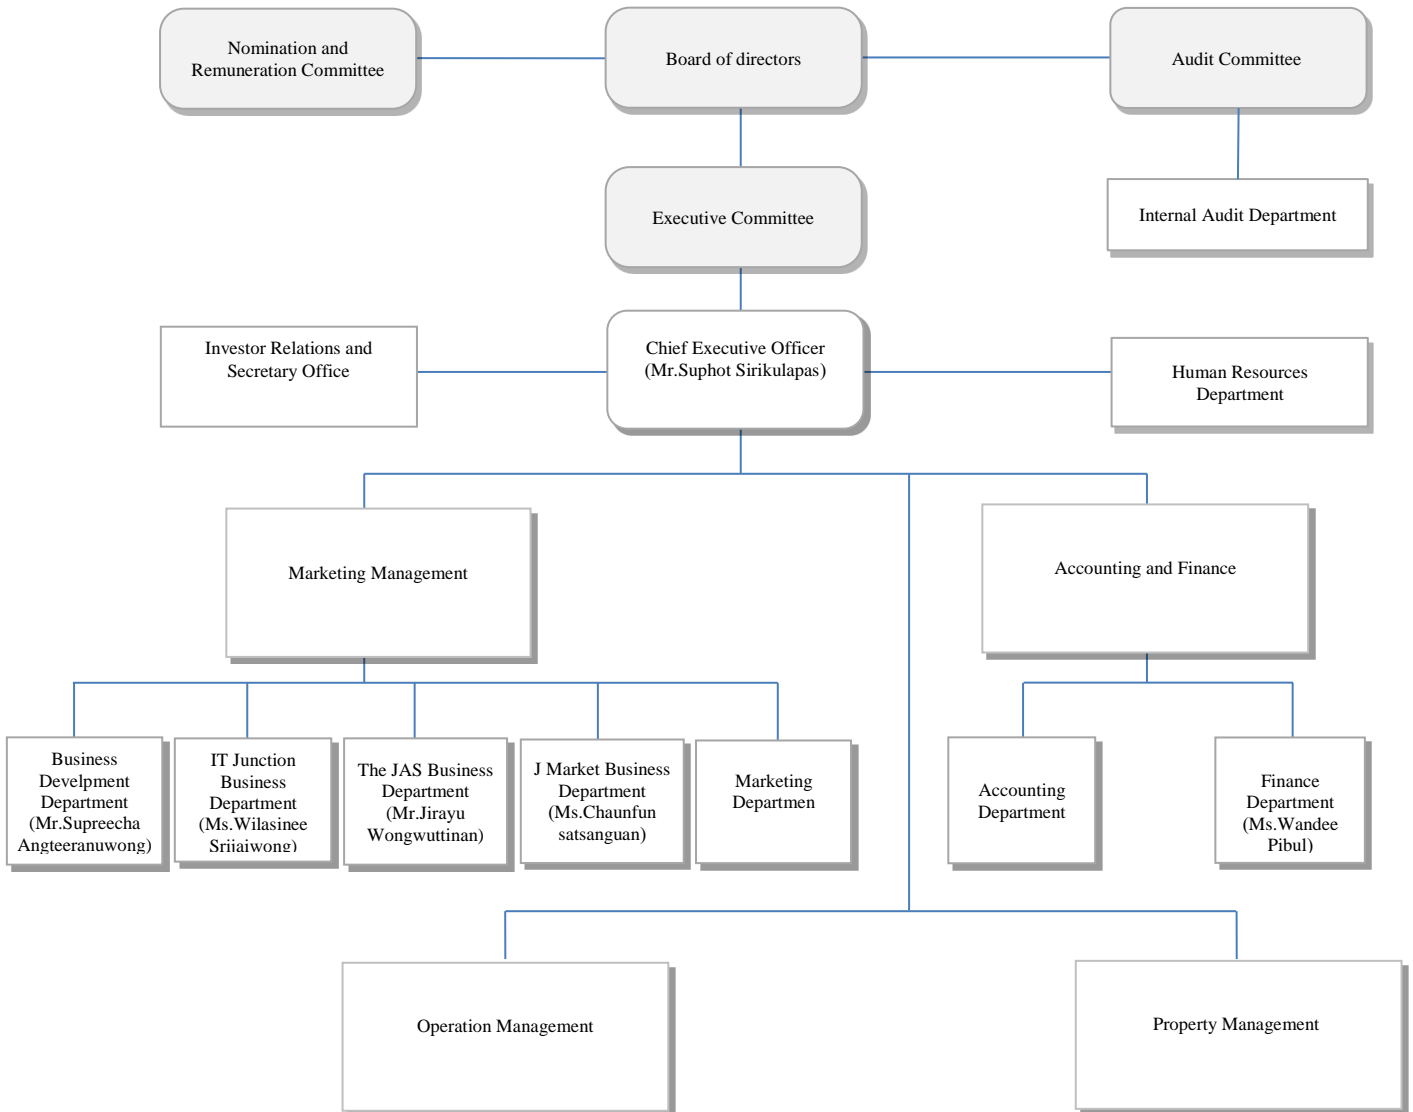 Nomination and
Remuneration Committee
Board of directors
Audit Committee
Executive Committee
Internal Audit Department
Investor Relations and
Secretary Office
Chief Executive Officer
(Mr.Suphot Sirikulapas)
Human Resources
Department
Marketing Management
Accounting and Finance
Business
Develpment
Department
(Mr.Supreecha
Angteeranuwong)
IT Junction
Business
Department
(Ms.Wilasinee
Srijaiwong)
The JAS Business
Department
(Mr.Jirayu
Wongwuttinan)
J Market Business
Department
(Ms.Chaunfun
satsanguan)
Marketing
Departmen
Accounting
Department
Finance
Department
(Ms.Wandee
Pibul)
Operation Management
Property Management